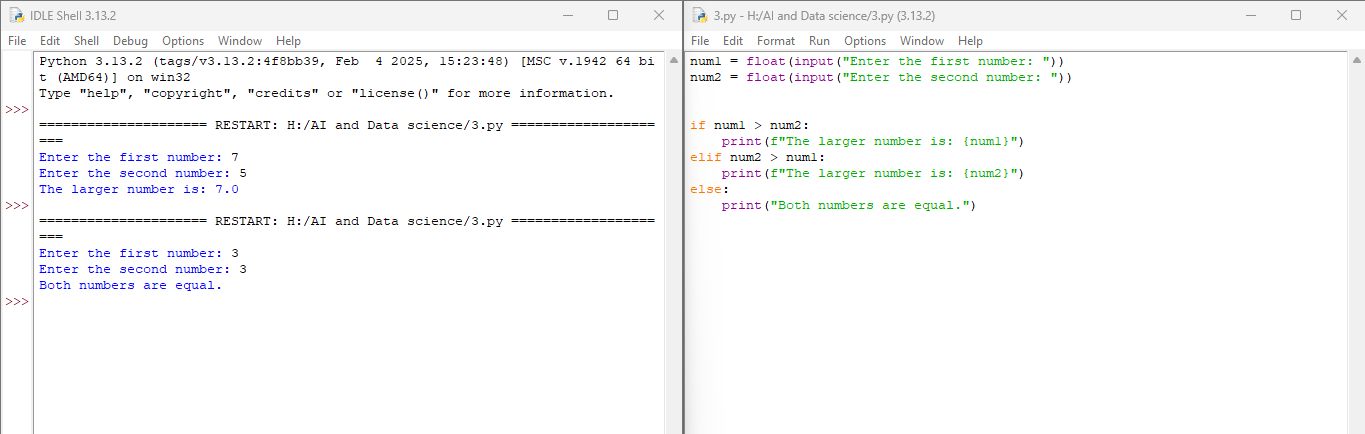 IDLE Shell 3.13.2
File Edit Shell Debug Options Window Help
Python 3.13.2 (tags/v3.13.2:4f8bb39, Feb  4 2025, 15:23:48) [MSC v.1942 64 bi
t (AMD64)] on win32
Type "help", "copyright", "credits" or "license()" for more information.
>>>
===================== RESTART: H:/AI and Data science/3.py ==================
===
Enter the first number: 7
Enter the second number: 5
The larger number is: 7.0
>>>
===================== RESTART: H:/AI and Data science/3.py ==================
===
Enter the first number: 3
Enter the second number: 3
Both numbers are equal.
>>>
3.py - H:/AI and Data science/3.py (3.13.2)
File Edit Format Run Options Window Help
num1 = float(input("Enter the first number: "))
num2 = float(input("Enter the second number: "))
if num1 > num2:
    print(f"The larger number is: {num1}")
elif num2 > num1:
    print(f"The larger number is: {num2}")
else:
    print("Both numbers are equal.")